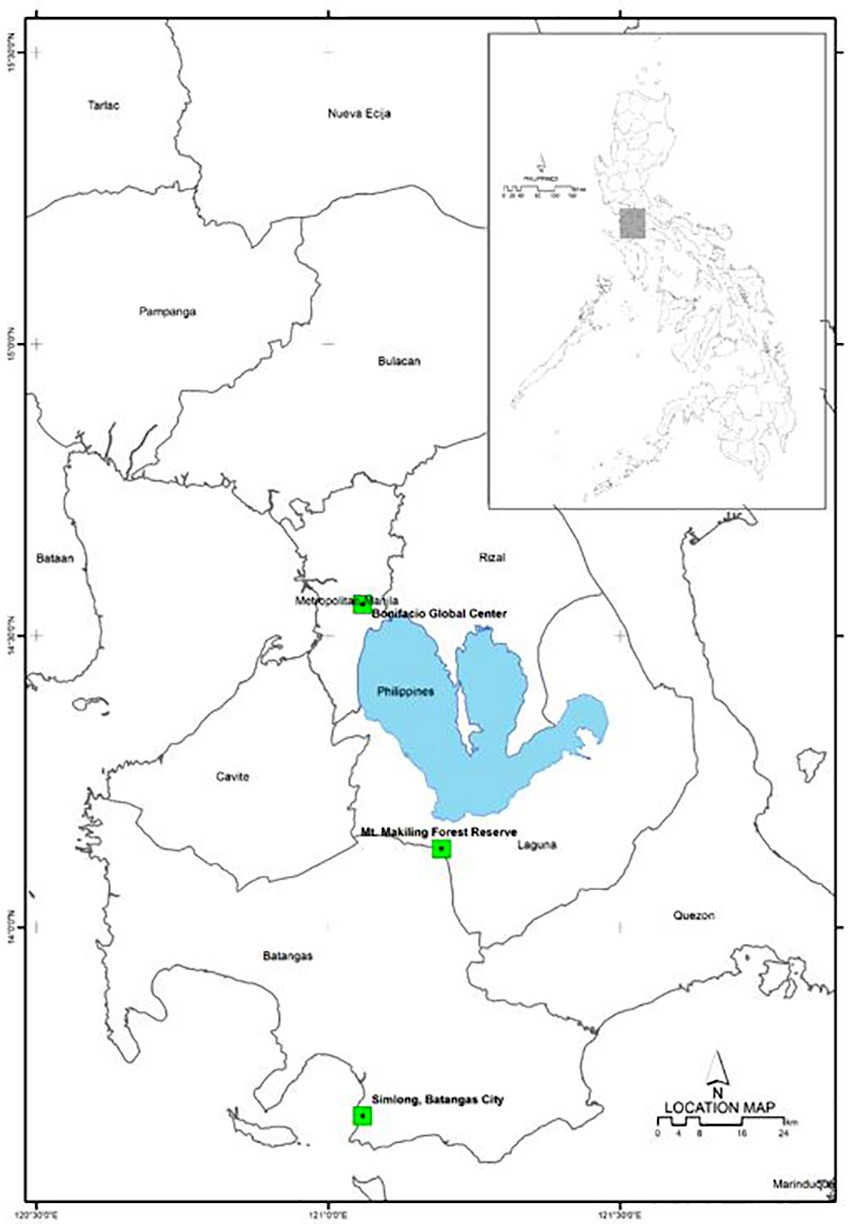 15°30'0"N
Tarlac
Nueva Ecija
PHILIPPINES
Pampanga
15°0'0"N
Bulacan
Bataan
Rizal
Metropolitan Manila
Bonifacio Global Center
14°30'0"N
Philippines
Cavite
Mt. Makiling Forest Reserve
Laguna
Quezon
14°0'0"N
Batangas
N
Simlong, Batangas City
LOCATION MAP
km
0 4 8 16 24
120°30'0"E
121°0'0"E
121°30'0"E